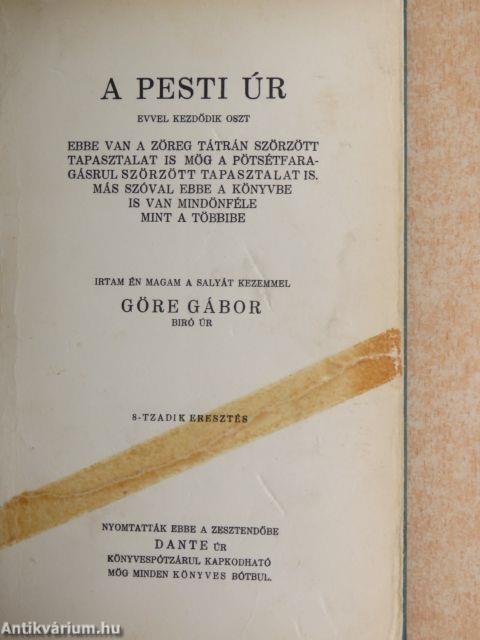 A PESTI ÚR
EVVEL KEZDŐDIK OSZT
EBBE VAN A ZÖREG TÁTRÁN SZÖRZÖTT
TAPASZTALAT IS MÖG A PÖTSÉTFARA-
GÁSRUL SZÖRZÖTT TAPASZTALAT IS.
MÁS SZÓVAL EBBE A KÖNYVBE
IS VAN MINDÖNFÉLE
MINT A TÖBBIBE
IRTAM ÉN MAGAM A SALYÁT KEZEMMEL
GÖRE GÁBOR
BIRÓ ÚR
8-TZADIK ERESZTÉS
NYOMTATTÁK EBBE A ZESZTENDŐBE
DANTE ÚR
KÖNYVESPÓTZÁRUL KAPKODHATÓ
MÖG MINDEN KÖNYVES BÓTBUL.
Antikvárium.hu